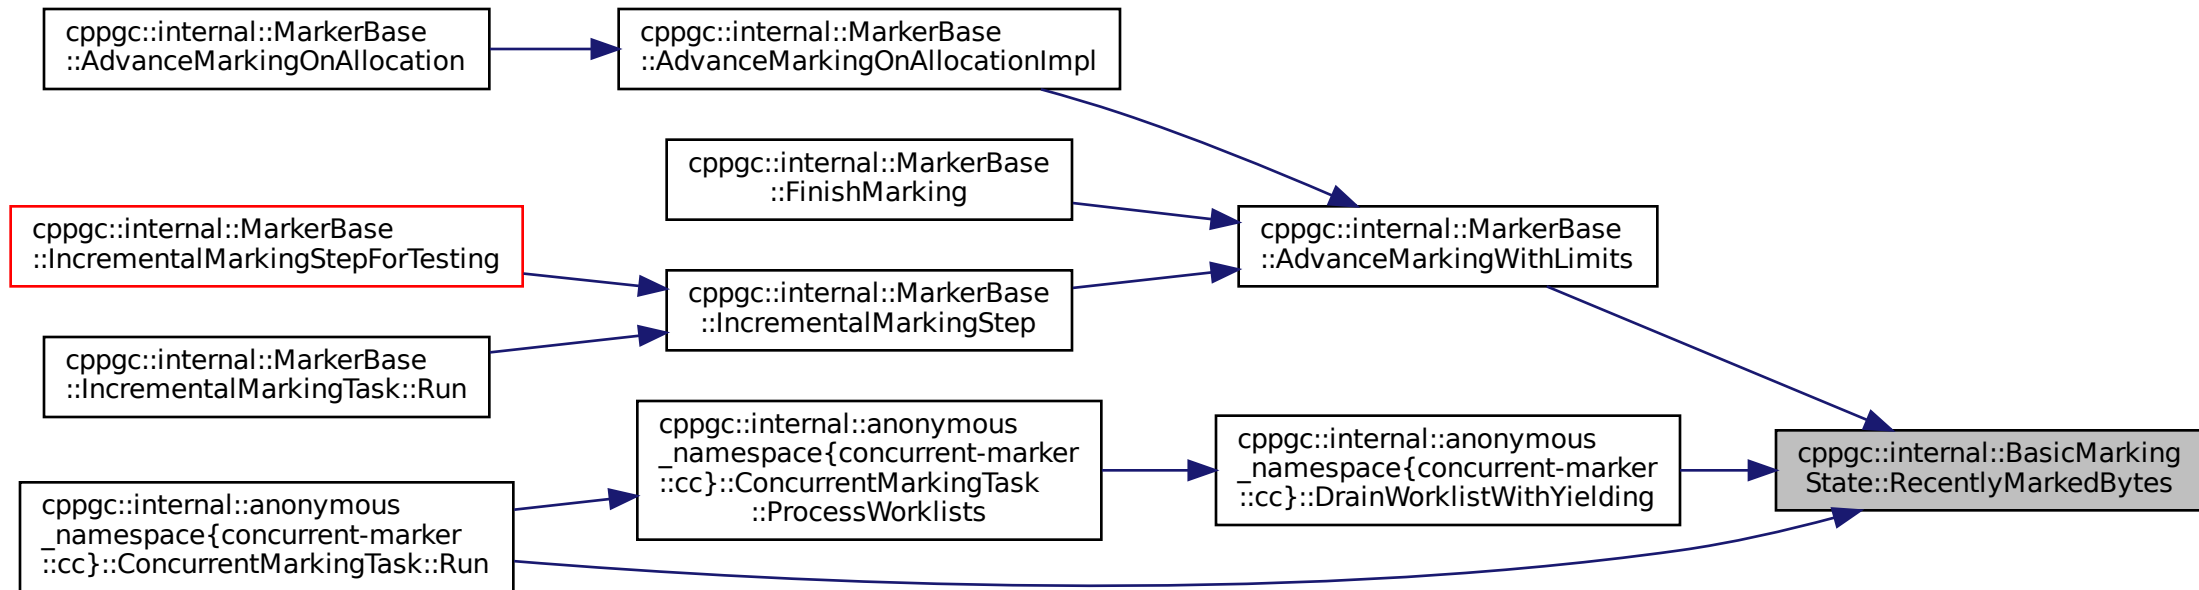 cppgc::internal::MarkerBase
::AdvanceMarkingOnAllocation
cppgc::internal::MarkerBase
::AdvanceMarkingOnAllocationImpl
cppgc::internal::MarkerBase
::FinishMarking
cppgc::internal::MarkerBase
::IncrementalMarkingStepForTesting
cppgc::internal::MarkerBase
::AdvanceMarkingWithLimits
cppgc::internal::MarkerBase
::IncrementalMarkingStep
cppgc::internal::MarkerBase
::IncrementalMarkingTask::Run
cppgc::internal::anonymous
_namespace{concurrent-marker
::cc}::ConcurrentMarkingTask
::ProcessWorklists
cppgc::internal::anonymous
_namespace{concurrent-marker
::cc}::DrainWorklistWithYielding
cppgc::internal::BasicMarking
State::RecentlyMarkedBytes
cppgc::internal::anonymous
_namespace{concurrent-marker
::cc}::ConcurrentMarkingTask::Run